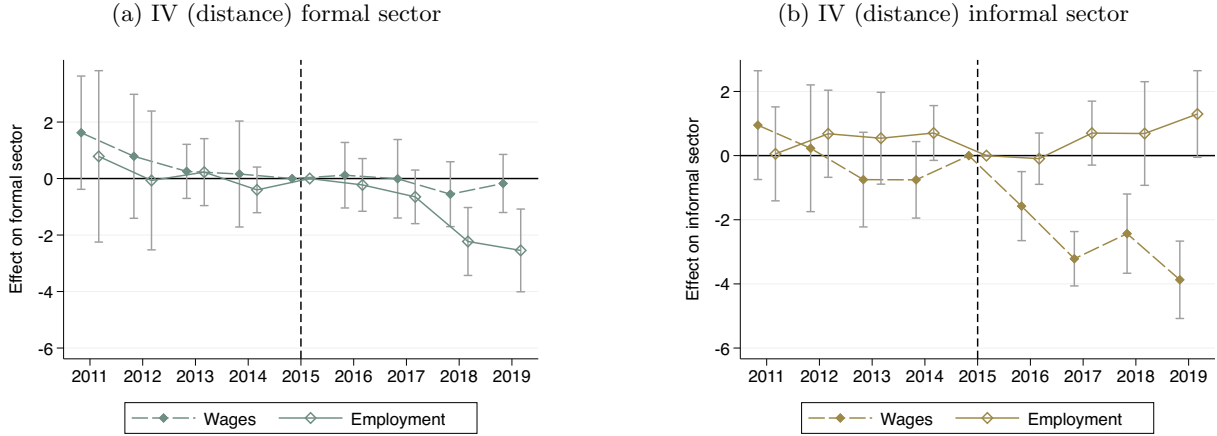 (a) IV (distance) formal sector
Effect on formal sector
2
0
-2
-4
-6
2011 2012 2013 2014 2015 2016 2017 2018 2019
Wages Employment
(b) IV (distance) informal sector
Effect on informal sector
2
0
-2
-4
-6
2011 2012 2013 2014 2015 2016 2017 2018 2019
Wages Employment